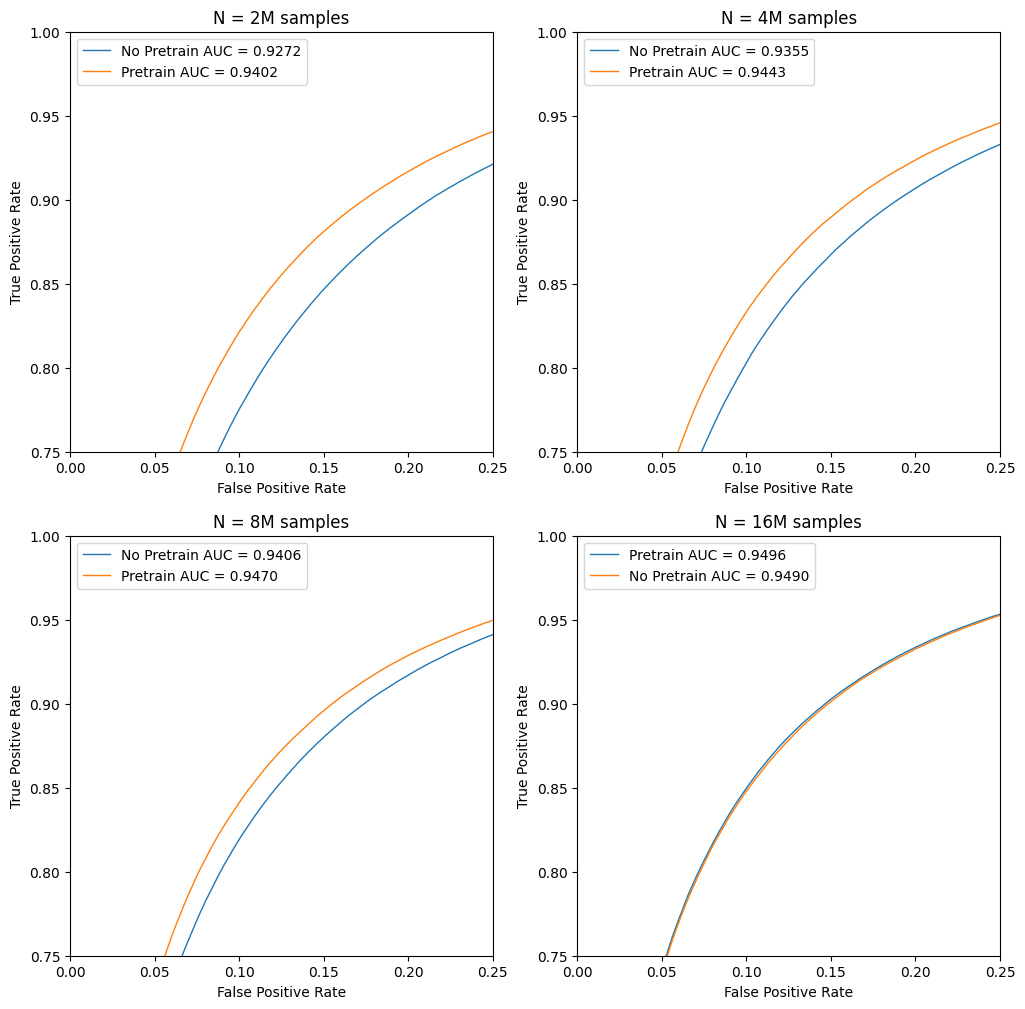 N = 2M samples
No Pretrain AUC = 0.9272
Pretrain AUC = 0.9402
True Positive Rate
1.00
0.95
0.90
0.85
0.80
0.75
0.00 0.05 0.10 0.15 0.20 0.25
False Positive Rate
N = 4M samples
No Pretrain AUC = 0.9355
Pretrain AUC = 0.9443
True Positive Rate
1.00
0.95
0.90
0.85
0.80
0.75
0.00 0.05 0.10 0.15 0.20 0.25
False Positive Rate
N = 8M samples
No Pretrain AUC = 0.9406
Pretrain AUC = 0.9470
True Positive Rate
1.00
0.95
0.90
0.85
0.80
0.75
0.00 0.05 0.10 0.15 0.20 0.25
False Positive Rate
N = 16M samples
Pretrain AUC = 0.9496
No Pretrain AUC = 0.9490
True Positive Rate
1.00
0.95
0.90
0.85
0.80
0.75
0.00 0.05 0.10 0.15 0.20 0.25
False Positive Rate